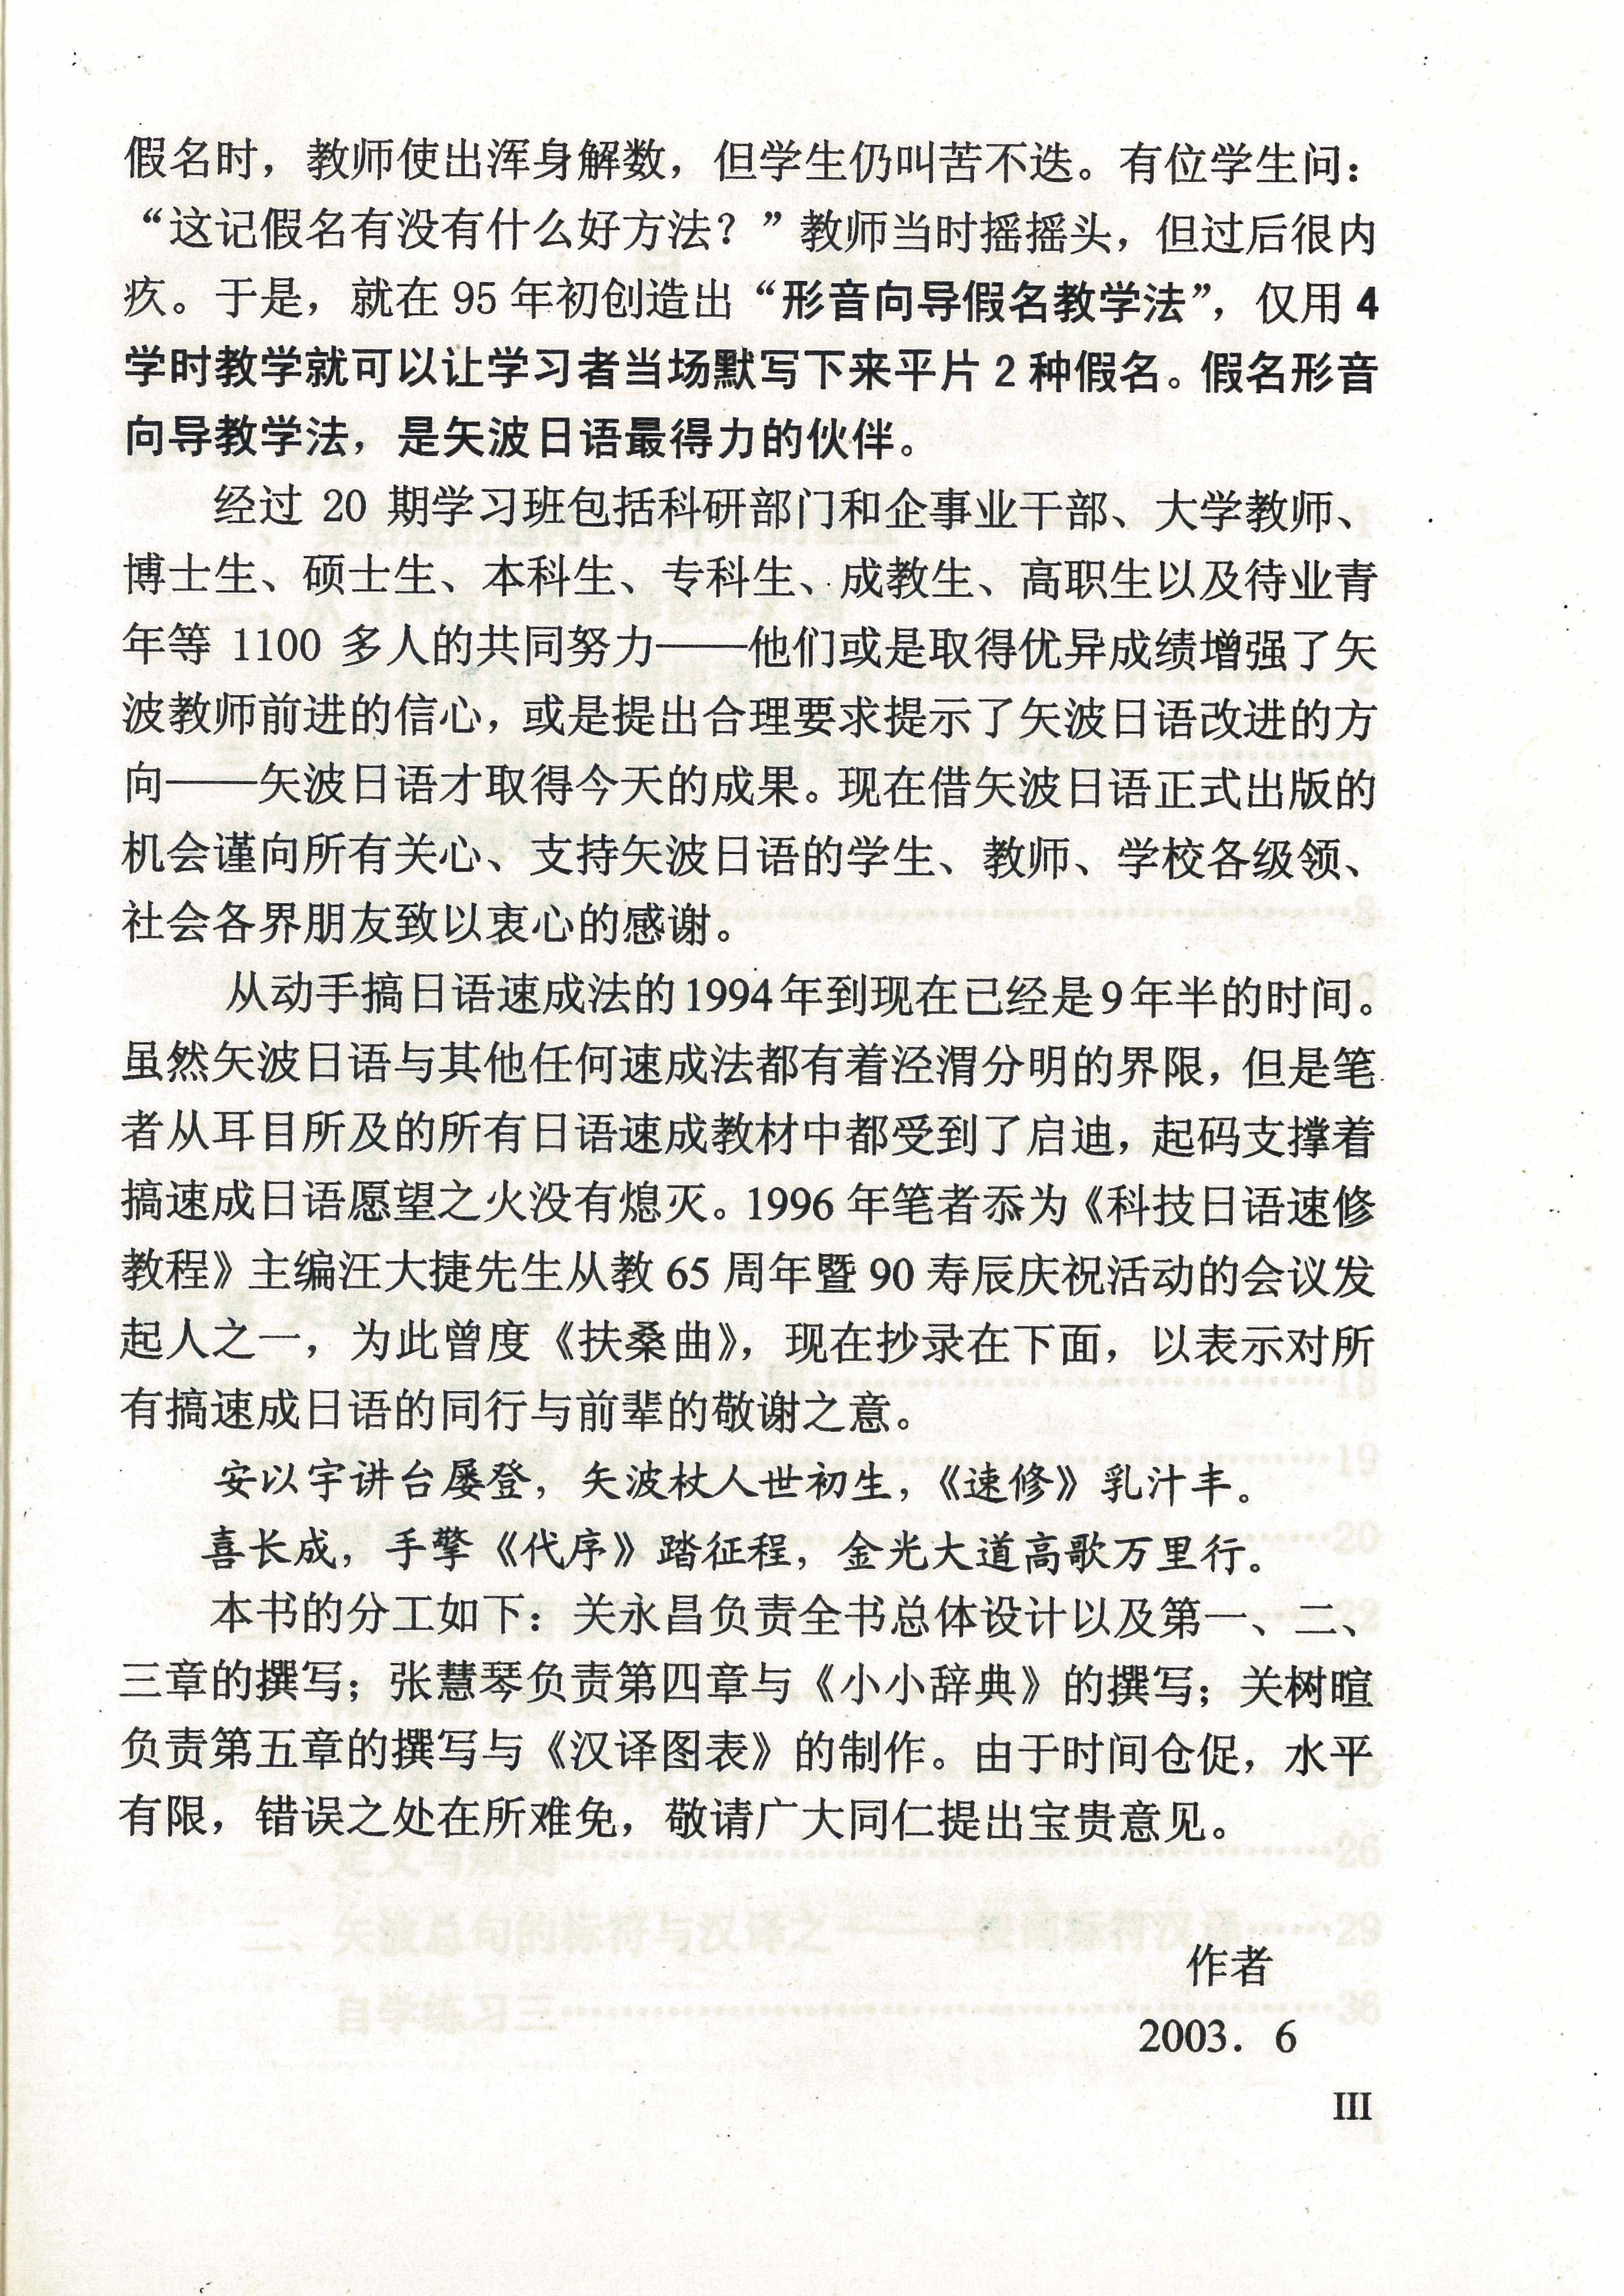 假名时，教师使出浑身解数，但学生仍叫苦不迭。有位学生问：
“这记假名有没有什么好方法？”教师当时摇摇头，但过后很内
疚。于是，就在 95 年初创造出“形音向导假名教学法”，仅用 4
学时教学就可以让学习者当场默写下来平片 2 种假名。假名形音
向导教学法，是矢波日语最得力的伙伴。
经过 20 期学习班包括科研部门和企事业干部、大学教师、
博士生、硕士生、本科生、专科生、成教生、高职生以及待业青
年等 1100 多人的共同努力——他们或是取得优异成绩增强了矢
波教师前进的信心，或是提出合理要求提示了矢波日语改进的方
向——矢波日语才取得今天的成果。现在借矢波日语正式出版的
机会谨向所有关心、支持矢波日语的学生、教师、学校各级领、
社会各界朋友致以衷心的感谢。
从动手搞日语速成法的1994年到现在已经是9年半的时间。
虽然矢波日语与其他任何速成法都有着泾渭分明的界限，但是笔
者从耳目所及的所有日语速成教材中都受到了启迪，起码支撑着
搞速成日语愿望之火没有熄灭。1996 年笔者忝为《科技日语速修
教程》主编汪大捷先生从教 65 周年暨 90 寿辰庆祝活动的会议发
起人之一，为此曾度《扶桑曲》，现在抄录在下面，以表示对所
有搞速成日语的同行与前辈的敬谢之意。
安以宇讲台屡登，矢波杖人世初生，《速修》乳汁丰。
喜长成，手擎《代序》踏征程，金光大道高歌万里行。
本书的分工如下：关永昌负责全书总体设计以及第一、二、
三章的撰写；张慧琴负责第四章与《小小辞典》的撰写；关树暄
负责第五章的撰写与《汉译图表》的制作。由于时间仓促，水平
有限，错误之处在所难免，敬请广大同仁提出宝贵意见。
作者
2003．6
III